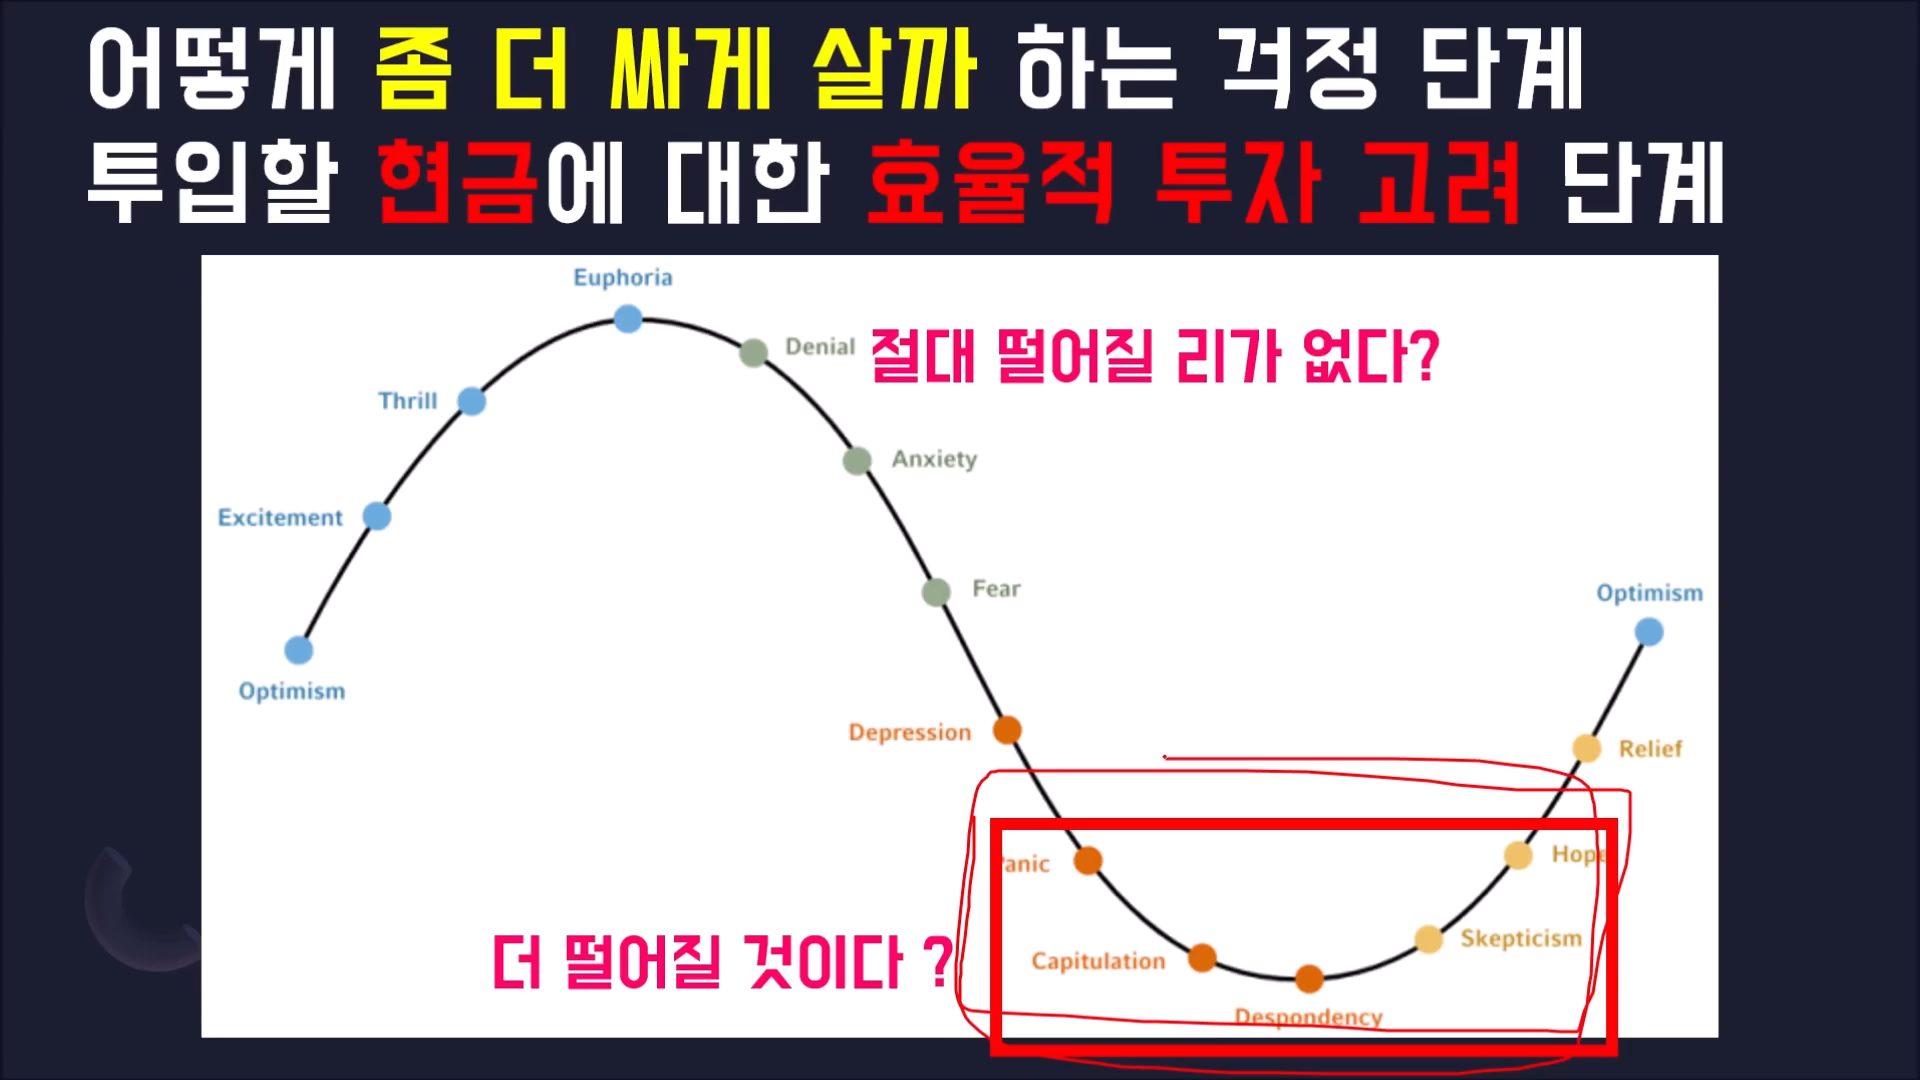 어떻게 좀 더 싸게 살까 하는 걱정 단계
투입할 현금에 대한 효율적 투자 고려 단계
Euphoria
Denial 절대 떨어질 리가 없다?
Thrill
Anxiety
Excitement
Fear
Optimism
Optimism
Depression
Relief
Panic
Hope
더 떨어질 것이다 ?
Capitulation
Skepticism
Despondency